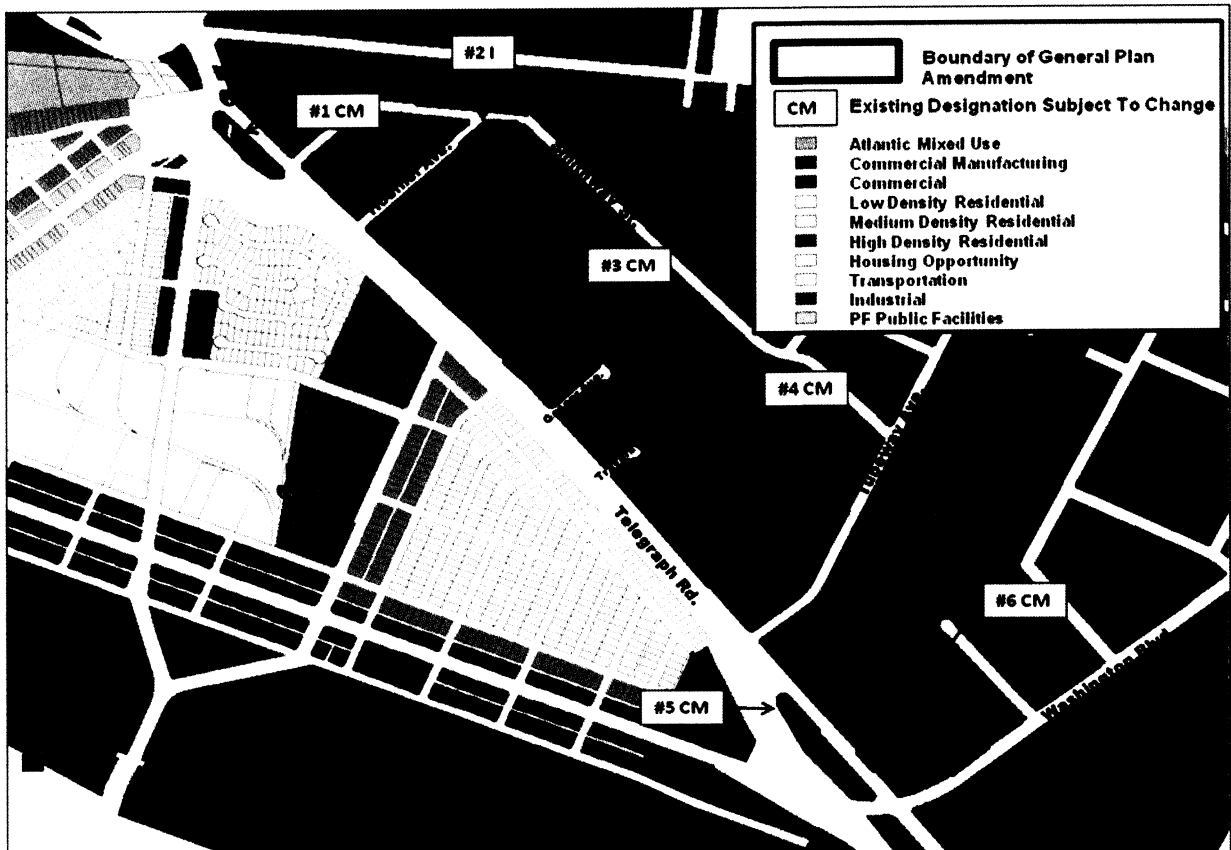 #2 I
#1 CM
#3 CM
#4 CM
#5 CM
#6 CM
Telegraph Rd.
Washington Blvd.
Boundary of General Plan
Amendment
CM Existing Designation Subject To Change
Atlantic Mixed Use
Commercial Manufacturing
Commercial
Low Density Residential
Medium Density Residential
High Density Residential
Housing Opportunity
Transportation
Industrial
PF Public Facilities